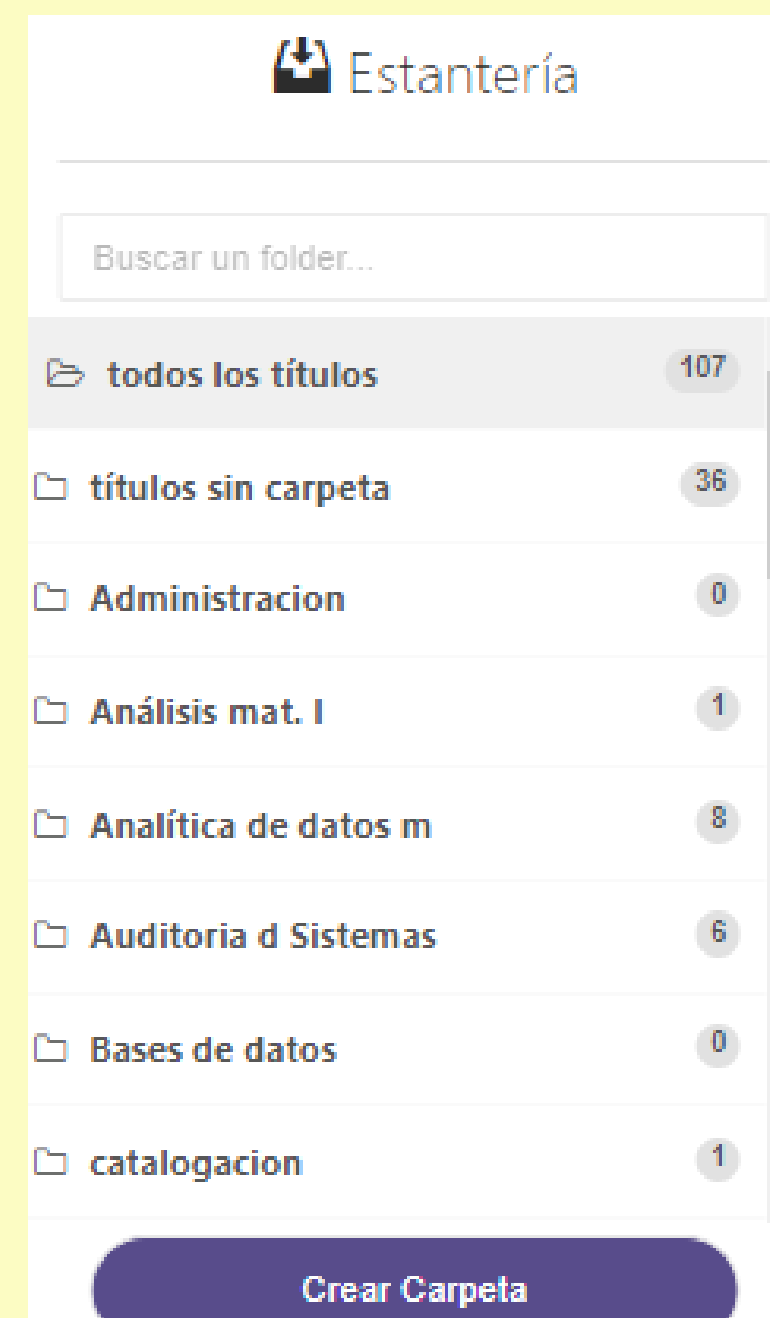 Estantería
Buscar un folder...
todos los títulos 107
títulos sin carpeta 36
Administracion 0
Análisis mat. I 1
Analítica de datos m 8
Auditoria d Sistemas 6
Bases de datos 0
catalogacion 1
Crear Carpeta